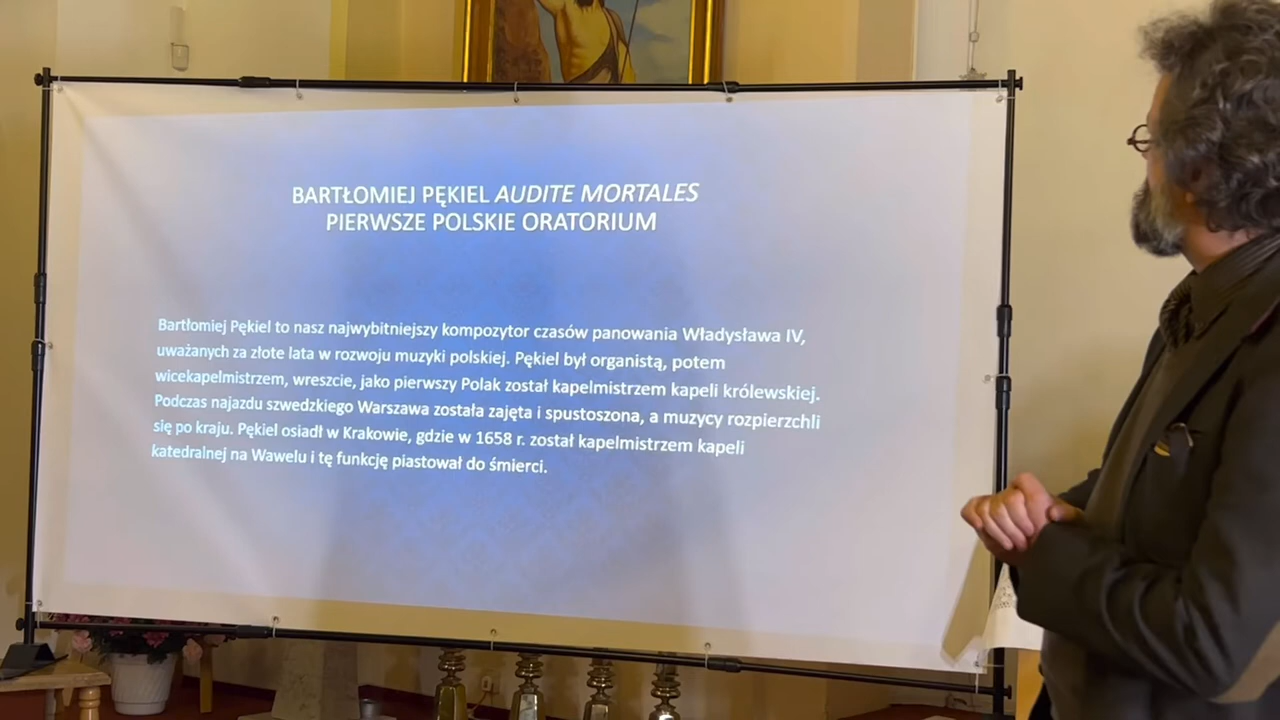 BARTŁOMIEJ PĘKIEL AUDITE MORTALES
PIERWSZE POLSKIE ORATORIUM
Bartłomiej Pękiel to nasz najwybitniejszy kompozytor czasów panowania Władysława IV,
uważanych za złote lata w rozwoju muzyki polskiej. Pękiel był organistą, potem
wicekapelmistrzem, wreszcie, jako pierwszy Polak został kapelmistrzem kapeli królewskiej.
Podczas najazdu szwedzkiego Warszawa została zajęta i spustoszona, a muzycy rozpierzchli
się po kraju. Pękiel osiadł w Krakowie, gdzie w 1658 r. został kapelmistrzem kapeli
katedralnej na Wawelu i tę funkcję piastował do śmierci.